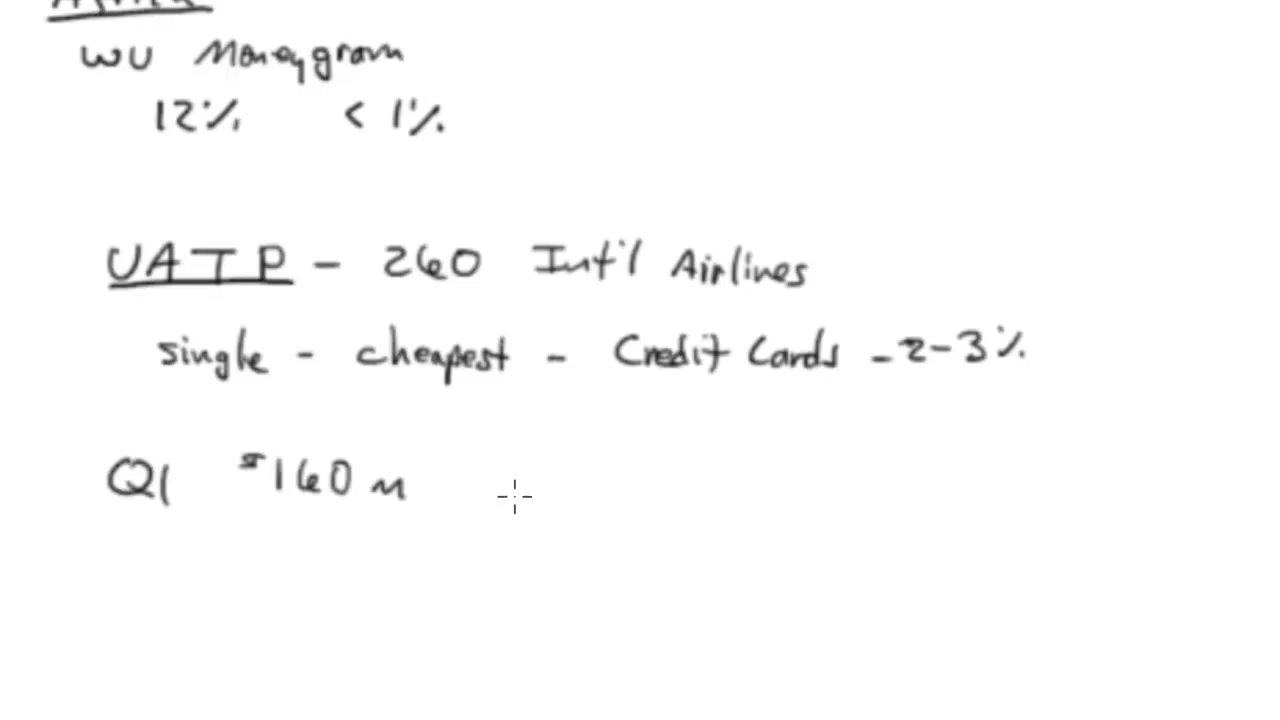 WU Moneygram
12% < 1%
UATP - 260 Int'l Airlines
single - cheapest - Credit Cards - 2-3%
Q1 $160 m